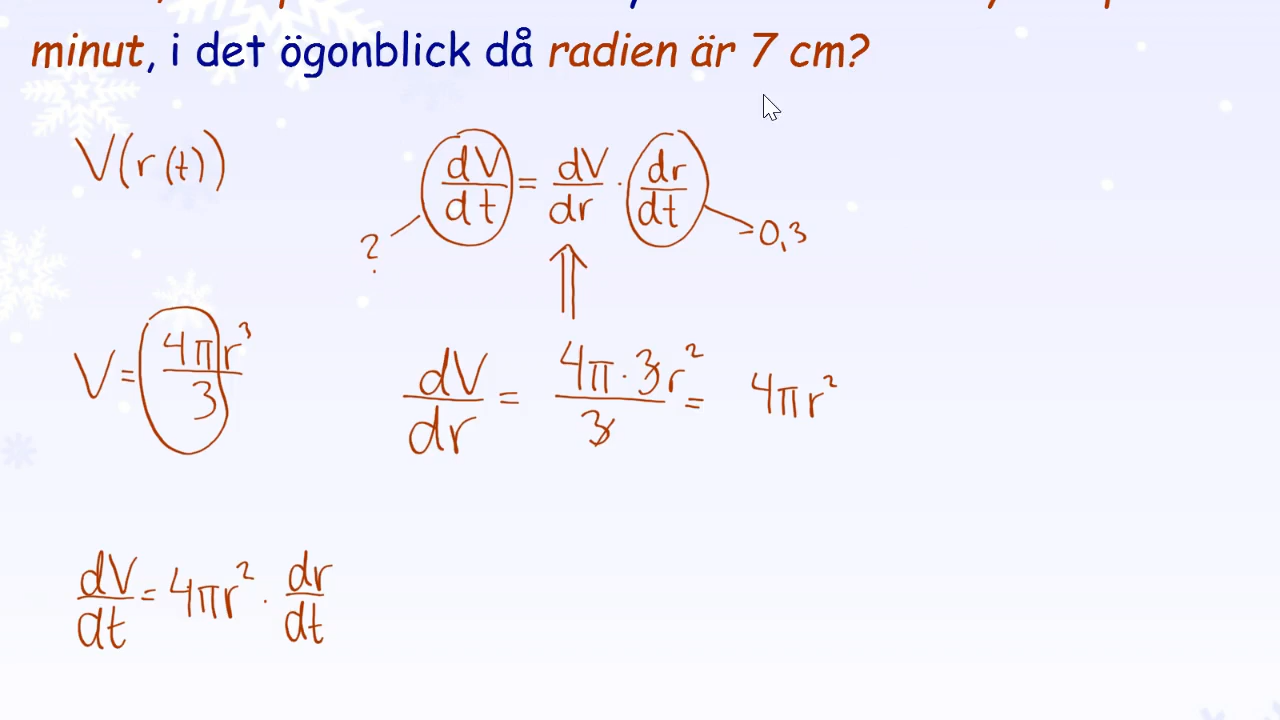 minut, i det ögonblick då radien är 7 cm?
V(r(t))
dV/dt = dV/dr · dr/dt
? = 0,3
V = 4πr³/3
dV/dr = 4π · 3r²/3 = 4πr²
dV/dt = 4πr² · dr/dt